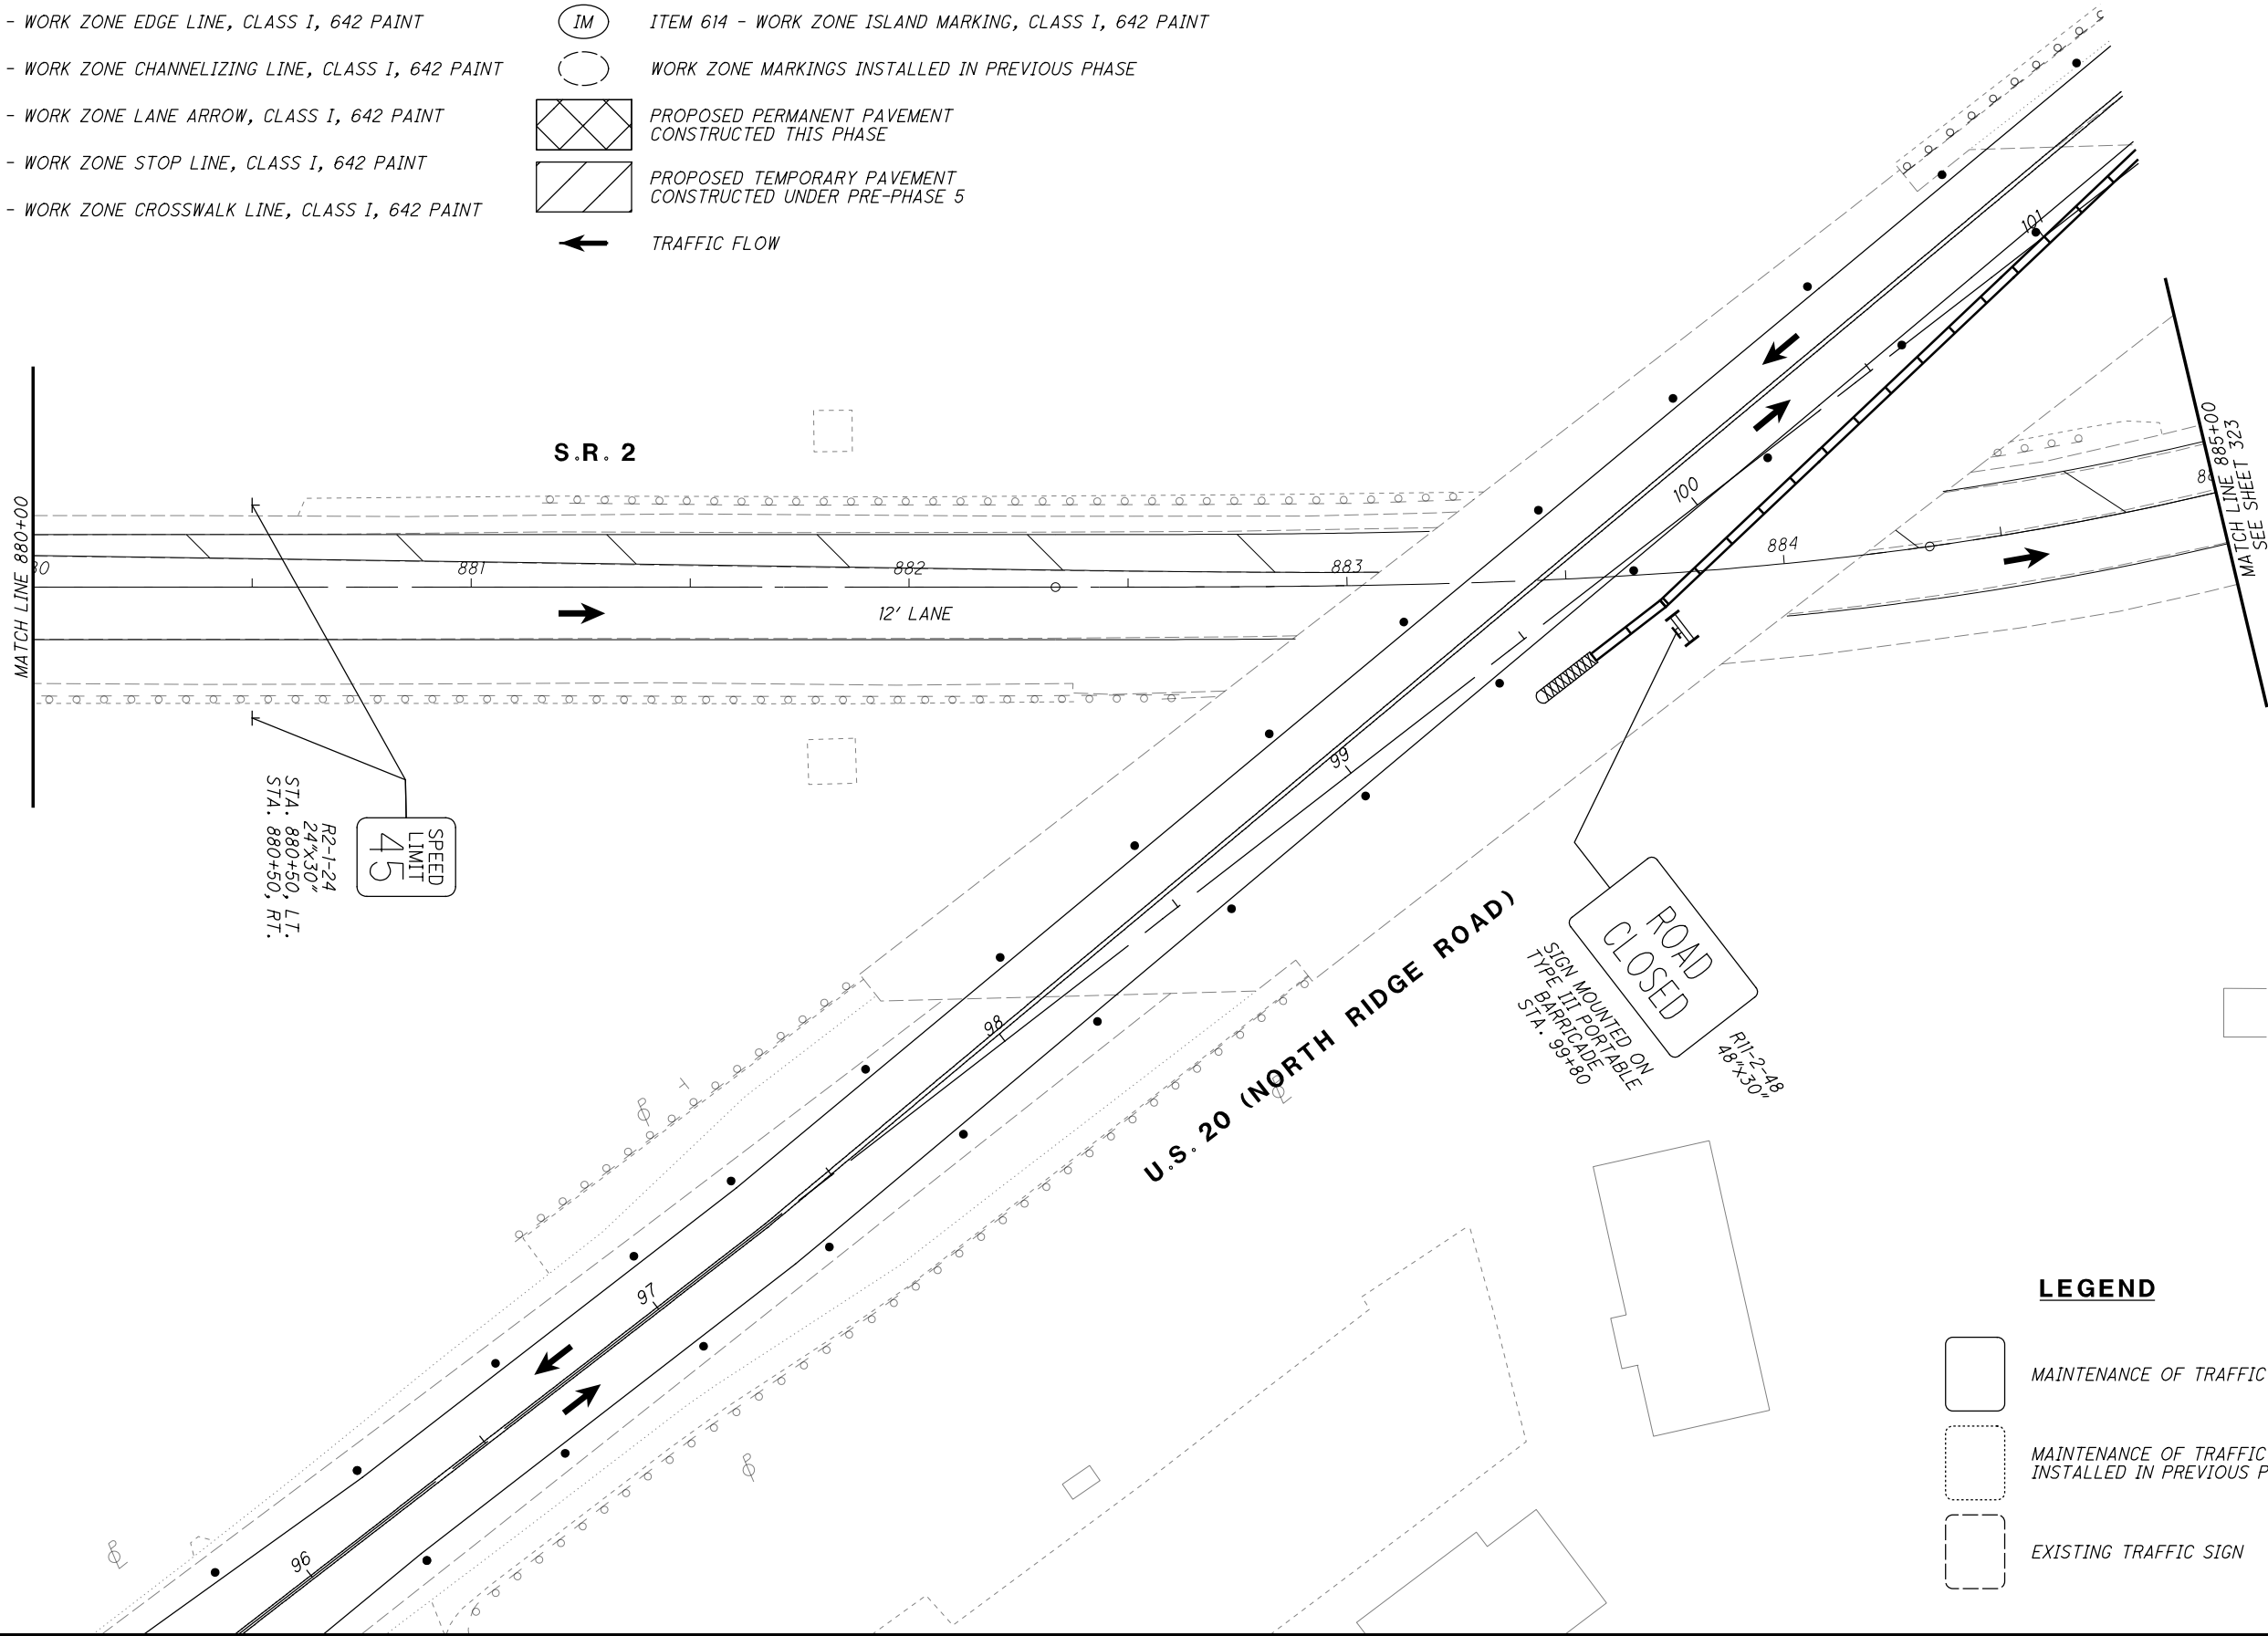 - WORK ZONE EDGE LINE, CLASS I, 642 PAINT
- WORK ZONE CHANNELIZING LINE, CLASS I, 642 PAINT
- WORK ZONE LANE ARROW, CLASS I, 642 PAINT
- WORK ZONE STOP LINE, CLASS I, 642 PAINT
- WORK ZONE CROSSWALK LINE, CLASS I, 642 PAINT
IM
ITEM 614 - WORK ZONE ISLAND MARKING, CLASS I, 642 PAINT
WORK ZONE MARKINGS INSTALLED IN PREVIOUS PHASE
PROPOSED PERMANENT PAVEMENT
CONSTRUCTED THIS PHASE
PROPOSED TEMPORARY PAVEMENT
CONSTRUCTED UNDER PRE-PHASE 5
TRAFFIC FLOW
101
S.R. 2
MATCH LINE 880+00
80
881
882
883
884
12' LANE
100
99
98
97
96
MATCH LINE 885+00
SEE SHEET 323
SPEED
LIMIT
45
R2-1-24
24"x30"
STA. 880+50, LT.
STA. 880+50, RT.
ROAD
CLOSED
R11-2-48
48"x30"
SIGN MOUNTED ON
TYPE III PORTABLE
BARRICADE
STA. 99+80
U.S. 20 (NORTH RIDGE ROAD)
LEGEND
MAINTENANCE OF TRAFFIC
MAINTENANCE OF TRAFFIC
INSTALLED IN PREVIOUS P
EXISTING TRAFFIC SIGN